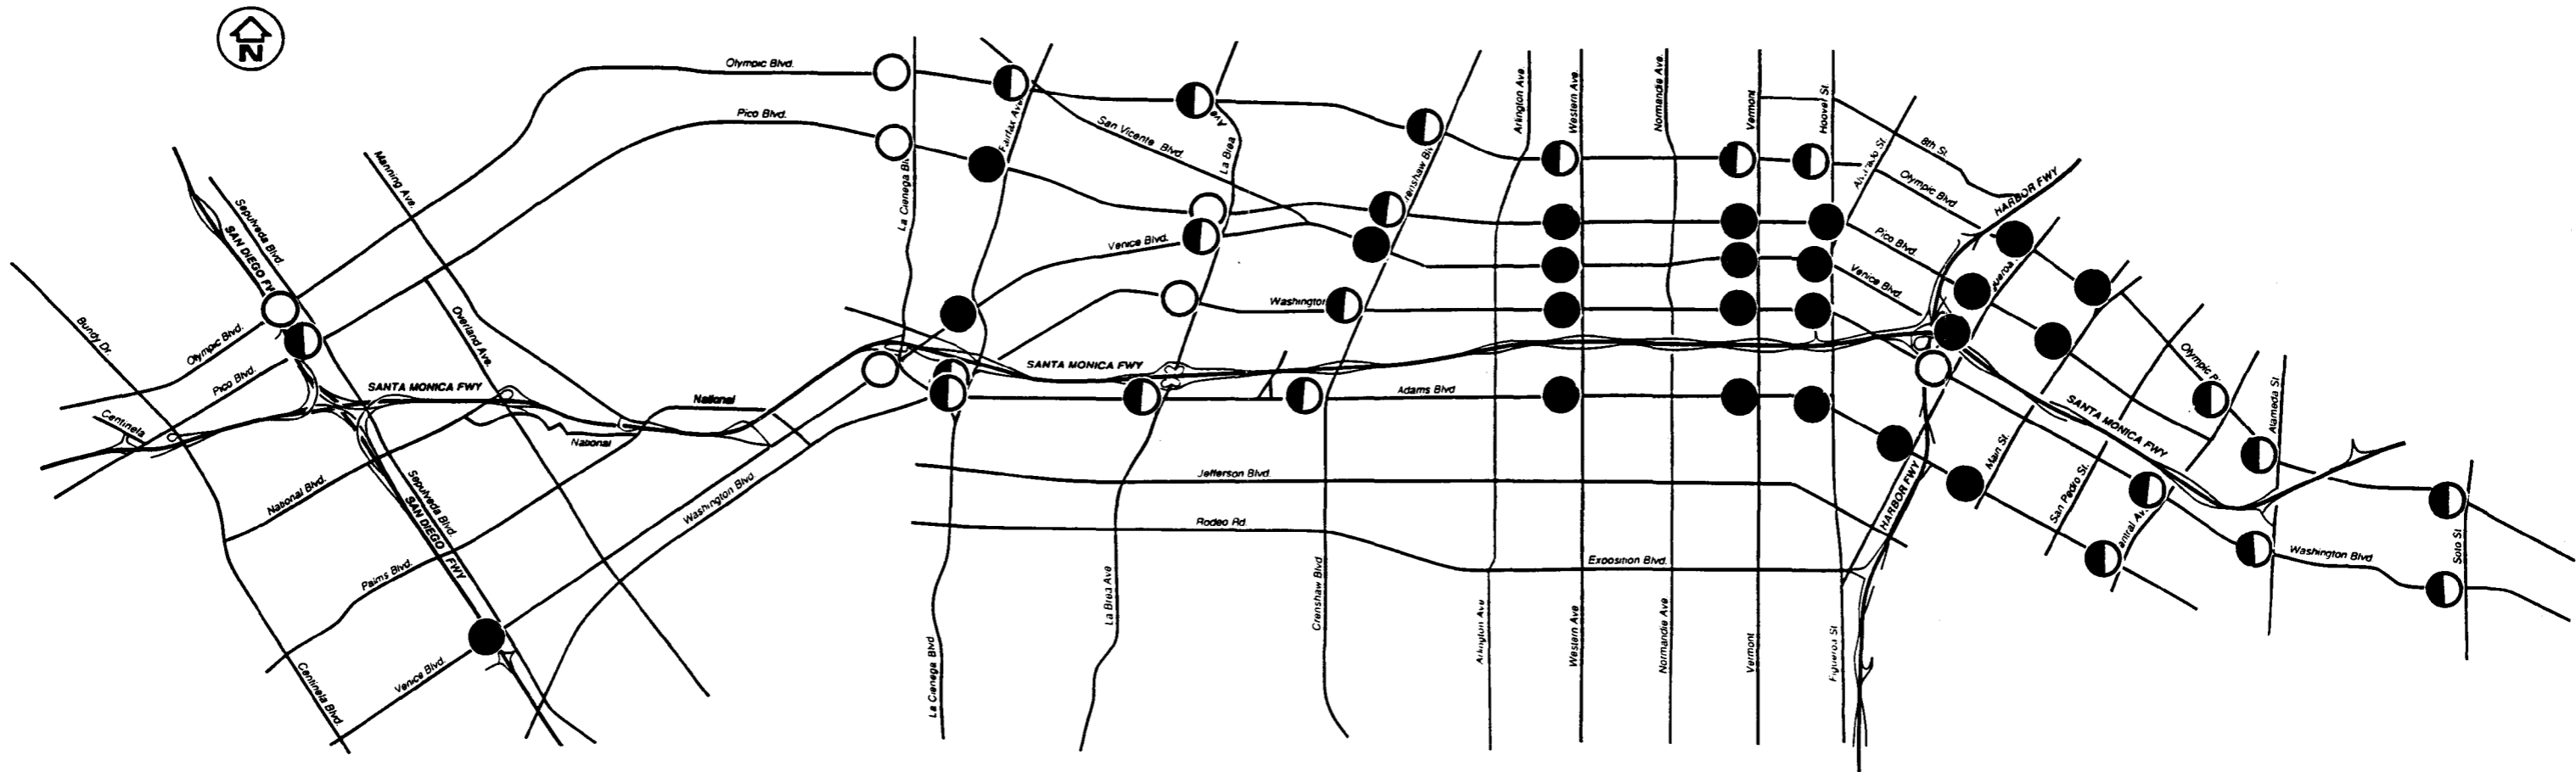 N
Olympic Blvd.
Pico Blvd.
San Vicente Blvd.
Fairfax Ave
La Brea
Ave
Arlington Ave.
Western Ave.
Normandie Ave.
Vermont
Hoover St
8th St.
Olympic Blvd
HARBOR FWY
Pico Blvd.
Venice Blvd.
Manning Ave.
Sepulveda Blvd
SAN DIEGO
La Cienega
Venice Blvd.
Washington
Bundy Dr.
Olympic Blvd.
Pico Blvd.
Overland Ave.
SANTA MONICA FWY
SANTA MONICA FWY
Adams Blvd
National
National
Centinela
Olympic
Alameda St
SANTA MONICA FWY
Main St.
San Pedro St.
HARBOR FWY
National Blvd.
Sepulveda Blvd.
SAN DIEGO FWY
Washington Blvd
Jefferson Blvd.
Rodeo Rd.
Exposition Blvd.
Washington Blvd
Soto St
Palms Blvd.
Venice Blvd.
Centinela Blvd.
La Cienega Blvd
La Brea Ave
Crenshaw Blvd
Arlington Ave
Western Ave
Normandie Ave.
Vermont
Figueroa St